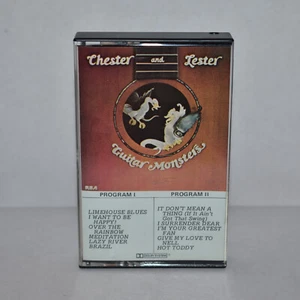 Chester and Lester
Guitar Monsters
RCA
PROGRAM I
LIMEHOUSE BLUES
I WANT TO BE
HAPPY!
OVER THE
RAINBOW
MEDITATION
LAZY RIVER
BRAZIL
PROGRAM II
IT DON'T MEAN A
THING (If It Ain't
Got That Swing)
I SURRENDER DEAR
I'M YOUR GREATEST
FAN
GIVE MY LOVE TO
NELL
HOT TODDY